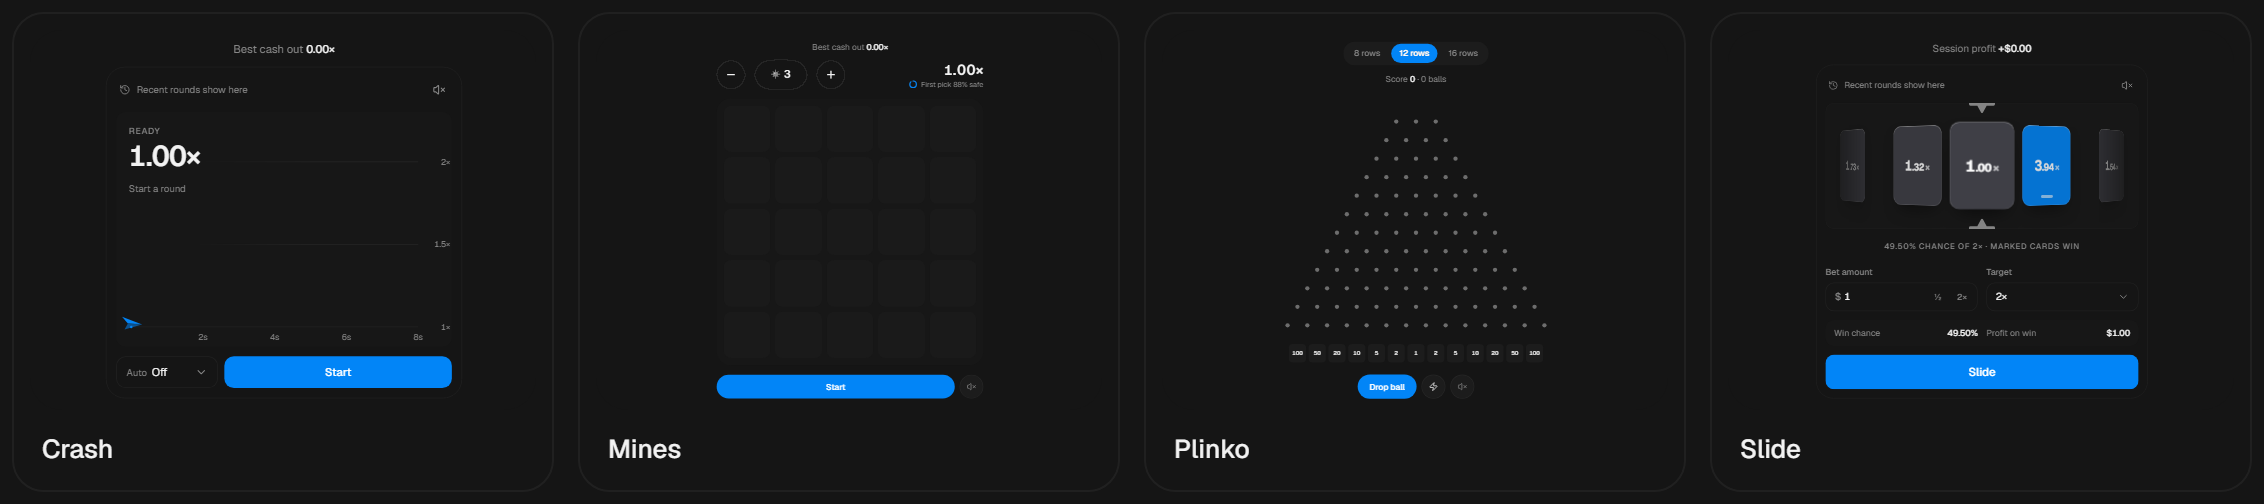 Best cash out 0.00×
Recent rounds show here
READY
1.00×
Start a round
2×
1.5×
1×
2s 4s 6s 8s
Auto Off
Start
Crash
Best cash out 0.00×
− 3 +
1.00×
First pick 88% safe
Start
Mines
8 rows 12 rows 16 rows
Score 0 · 0 balls
100 50 20 10 5 2 1 2 5 10 20 50 100
Drop ball
Plinko
Session profit +$0.00
Recent rounds show here
1.32× 1.00× 3.94×
49.50% CHANCE OF 2× · MARKED CARDS WIN
Bet amount Target
$ 1 ½ 2× 2×
Win chance 49.50% Profit on win $1.00
Slide
Slide